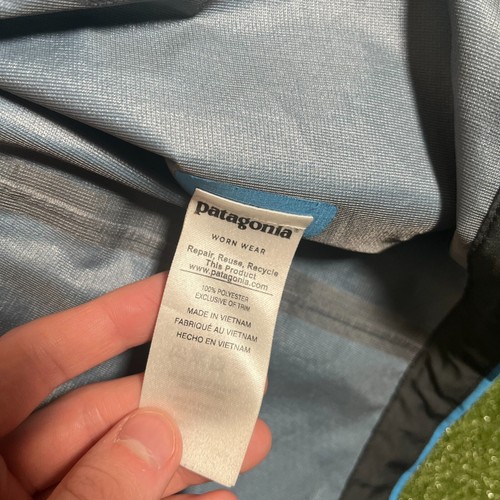 patagonia
WORN WEAR
Repair, Reuse, Recycle
This Product
www.patagonia.com
100% POLYESTER
EXCLUSIVE OF TRIM
MADE IN VIETNAM
FABRIQUÉ AU VIETNAM
HECHO EN VIETNAM